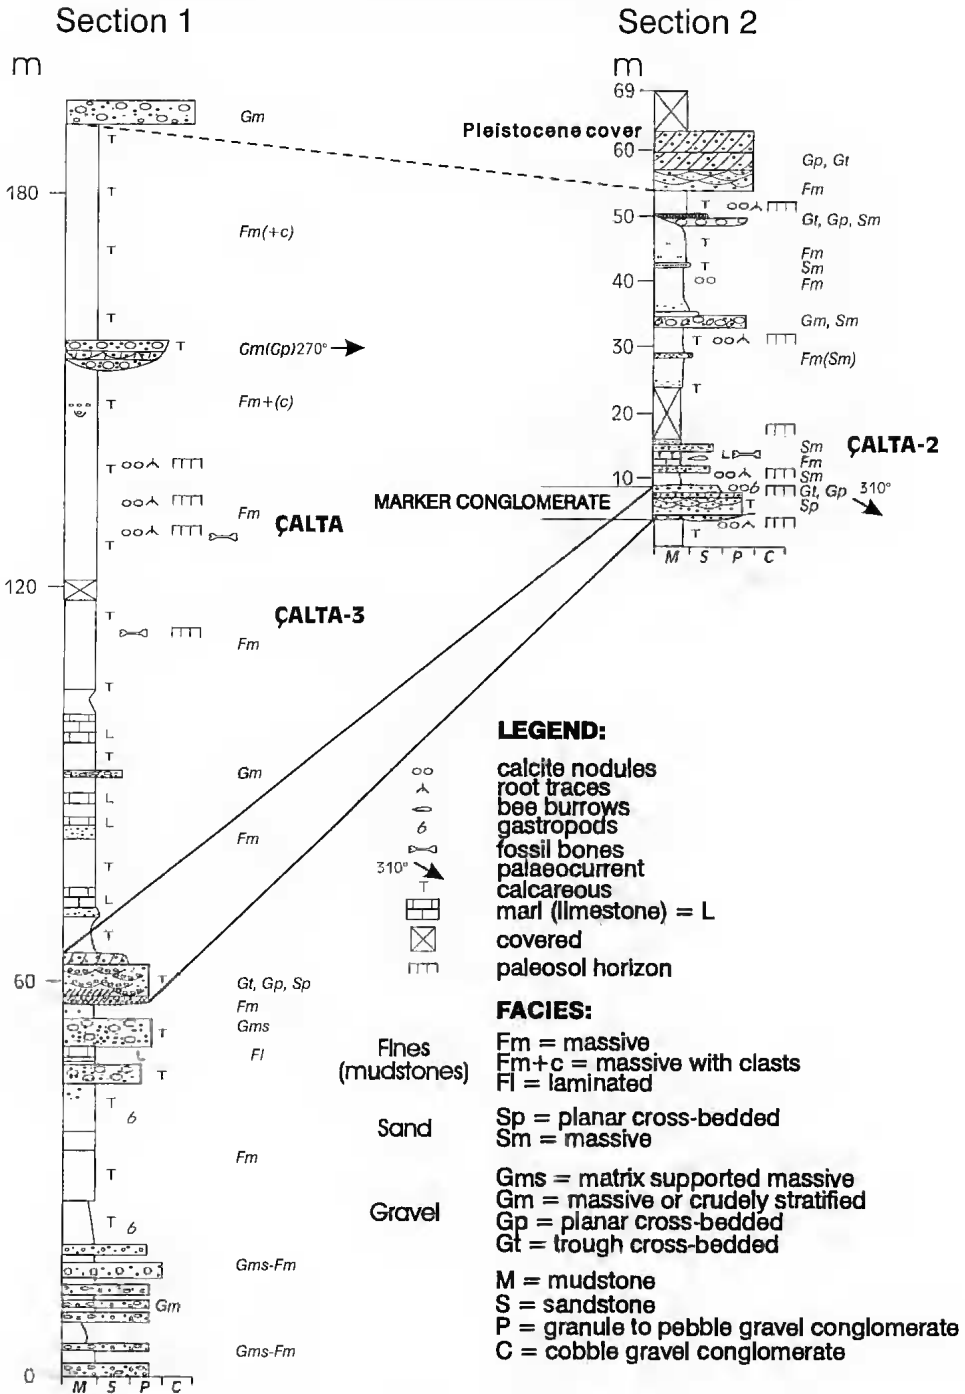 Section 1
m
Gm
T
T
180
Fm(+c)
T
T
T
Gm(Gp)270°
T
Fm+(c)
T
T
Fm
ÇALTA
T
120
T
ÇALTA-3
Fm
T
L
T
Gm
L
L
Fm
T
L
T
60
T
Gt, Gp, Sp
Fm
T
Gms
L
Fl
T
T
6
Fm
T
T
6
Gms-Fm
Gm
Gms-Fm
0
M S P C
Section 2
m
69
Pleistocene cover
60
Gp, Gt
Fm
T
50
Gt, Gp, Sm
T
Fm
T
Sm
40
Fm
Gm, Sm
30
T
Fm(Sm)
T
20
Sm
ÇALTA-2
L
Fm
10
Sm
6
Gt, Gp
310°
MARKER CONGLOMERATE
T
Sp
T
M S P C
LEGEND:
calcite nodules
root traces
bee burrows
6 gastropods
fossil bones
310° palaeocurrent
T calcareous
marl (limestone) = L
covered
paleosol horizon
FACIES:
Fines
(mudstones)
Fm = massive
Fm+c = massive with clasts
Fl = laminated
Sand
Sp = planar cross-bedded
Sm = massive
Gravel
Gms = matrix supported massive
Gm = massive or crudely stratified
Gp = planar cross-bedded
Gt = trough cross-bedded
M = mudstone
S = sandstone
P = granule to pebble gravel conglomerate
C = cobble gravel conglomerate